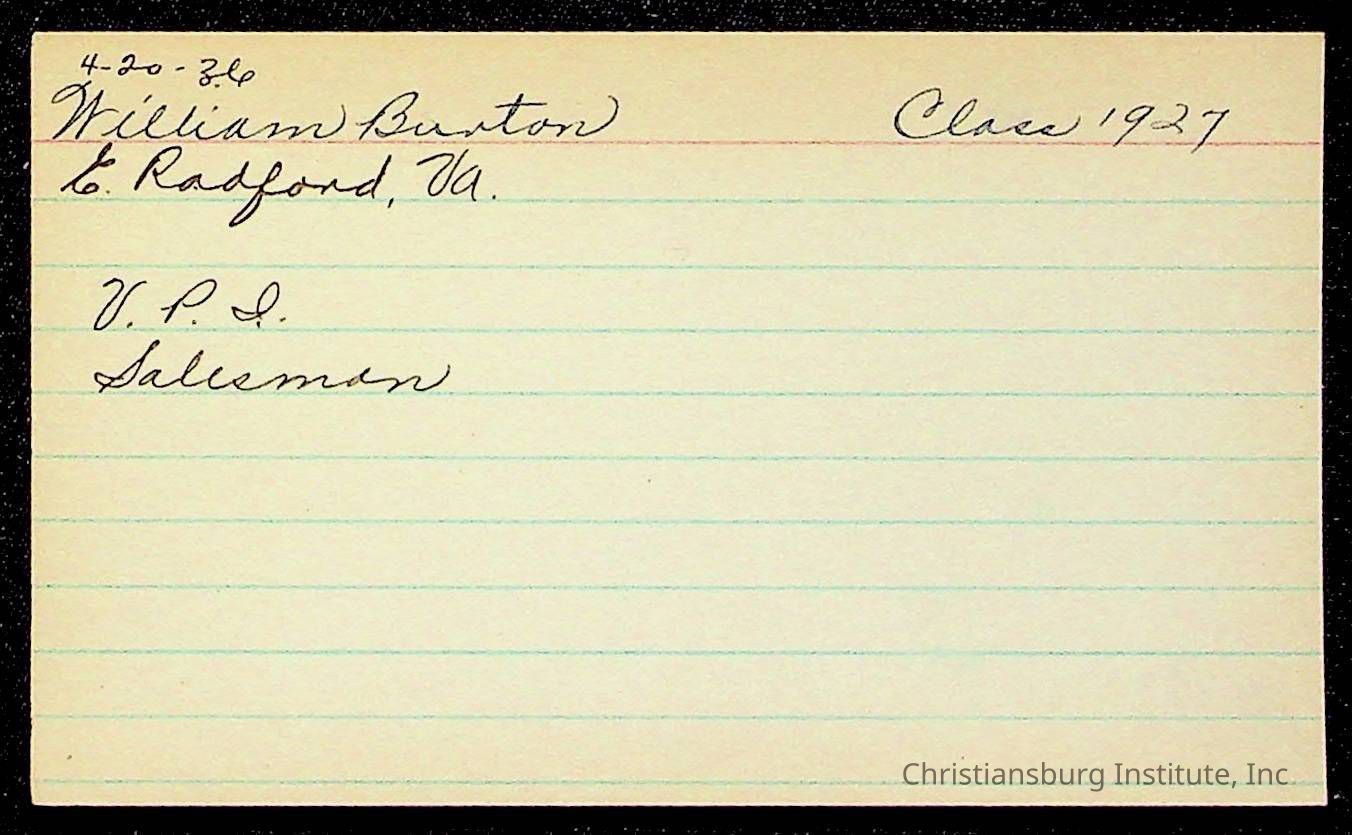 4-20-36
William Burton Class 1927
E. Radford, Va.
V. P. I.
Salesman
Christiansburg Institute, Inc